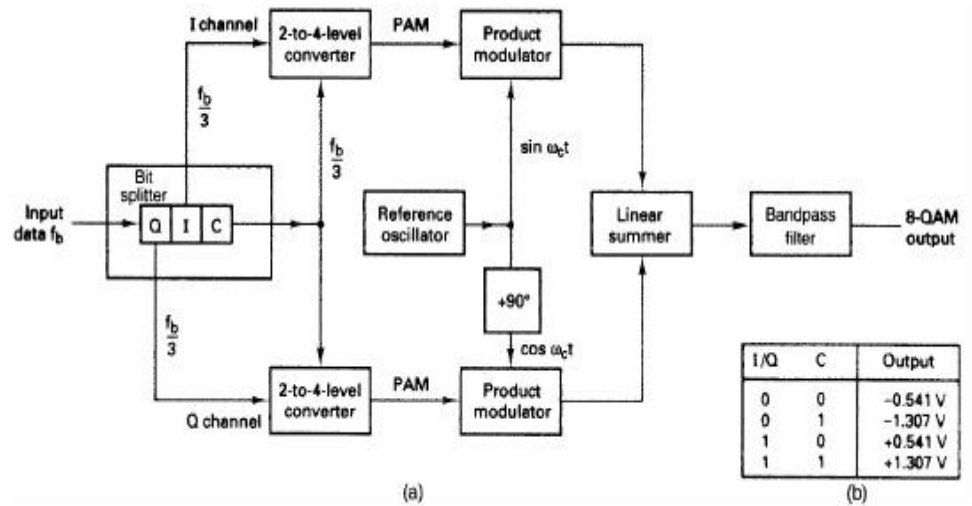 I channel
2-to-4-level
converter
PAM
Product
modulator
f_b
3
f_b
3
sin ω_ct
Bit
splitter
Input
data f_b
Q I C
Reference
oscillator
Linear
summer
Bandpass
filter
8-QAM
output
+90°
f_b
3
cos ω_ct
2-to-4-level
converter
PAM
Product
modulator
Q channel
I/Q C Output
0 0 −0.541 V
0 1 −1.307 V
1 0 +0.541 V
1 1 +1.307 V
(a)
(b)